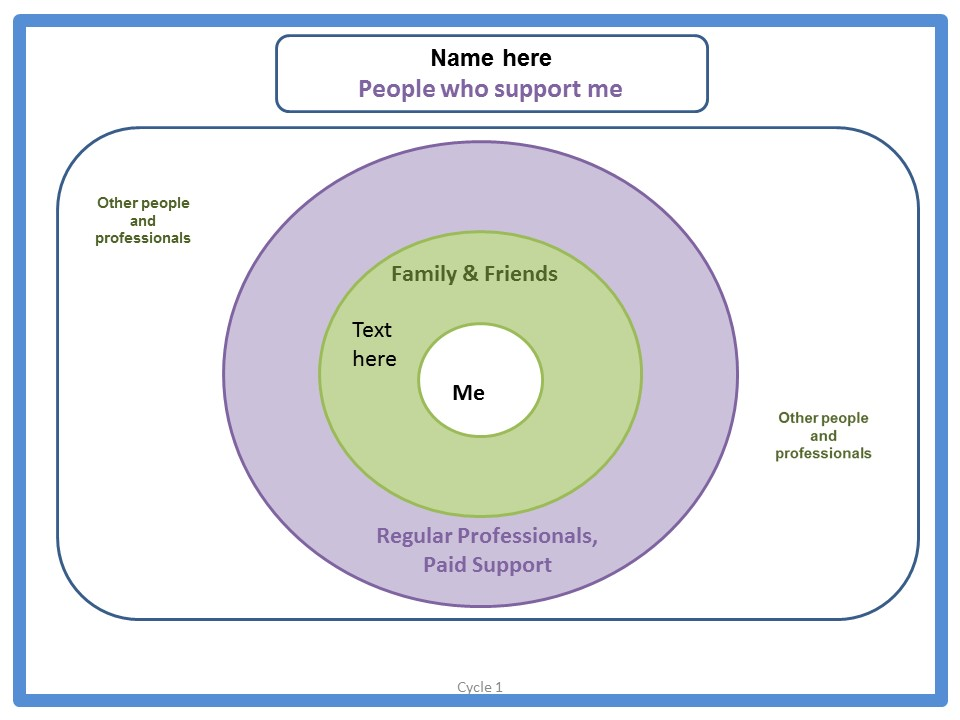 Name here
People who support me
Other people
and
professionals
Family & Friends
Text
here
Me
Other people
and
professionals
Regular Professionals,
Paid Support
Cycle 1